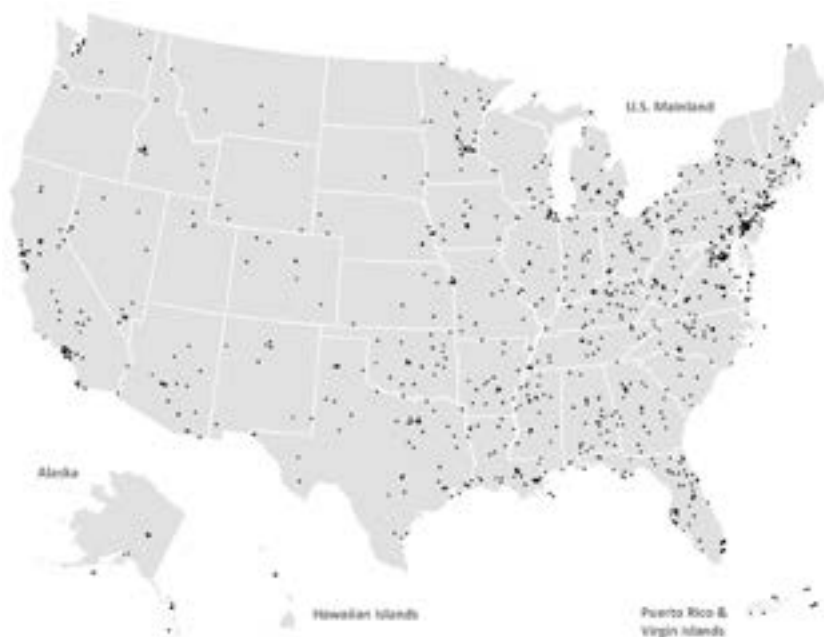 U.S. Mainland
Alaska
Hawaiian Islands
Puerto Rico &
Virgin Islands